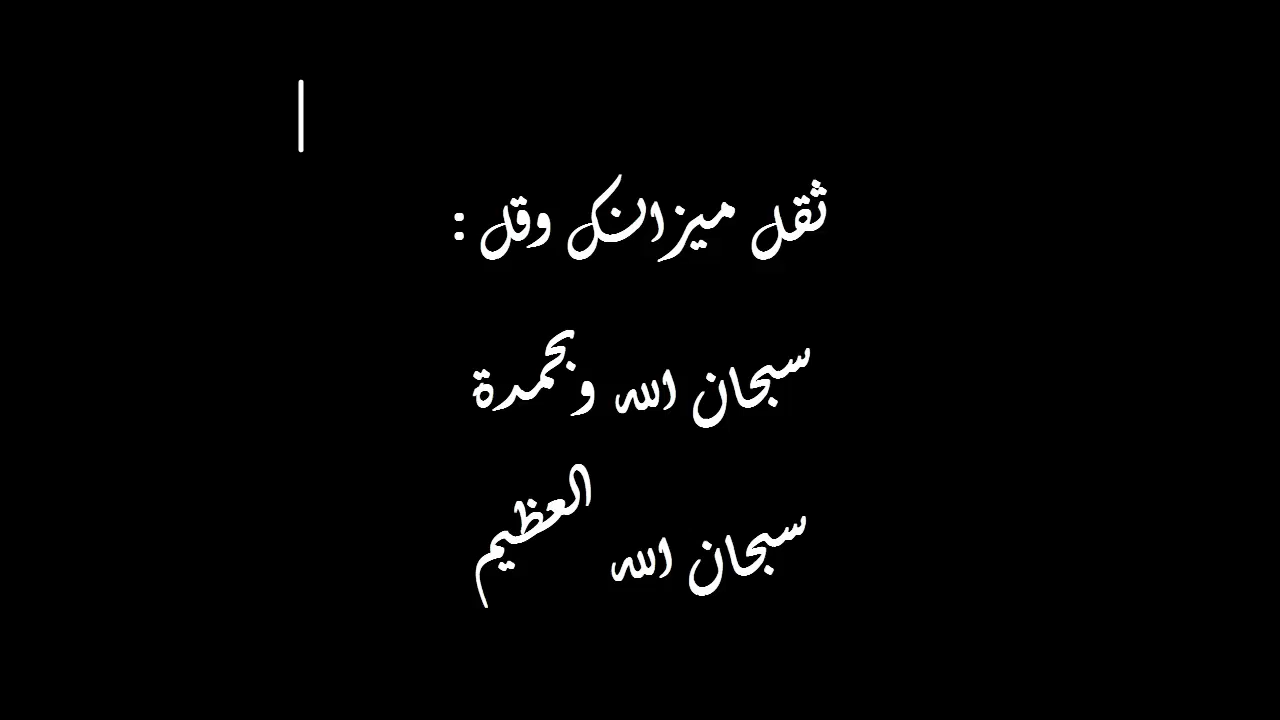 ثقل ميزانك وقل :
سبحان الله وبحمدة
سبحان الله العظيم